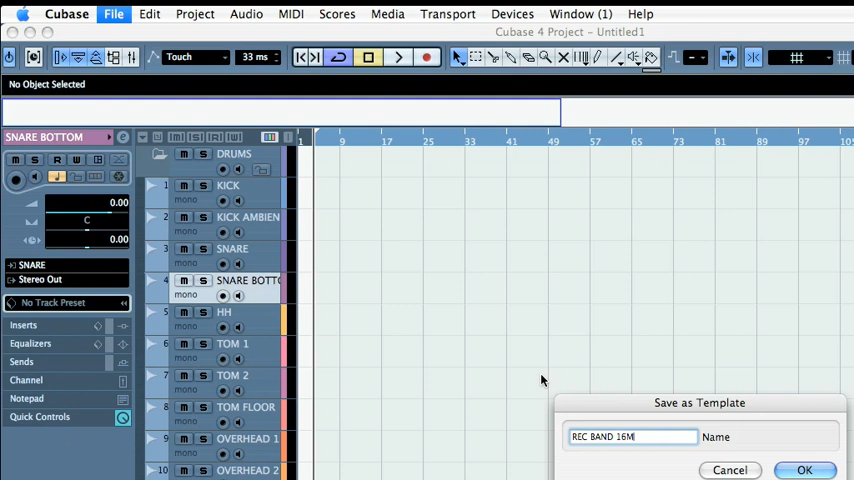 Cubase File Edit Project Audio MIDI Scores Media Transport Devices Window (1) Help
Cubase 4 Project - Untitled1
Touch 33 ms
No Object Selected
SNARE BOTTOM e M S R W
1 9 17 25 33 41 49 57 65 73 81 89 97 105
M S R W
0.00
C
0.00
SNARE
Stereo Out
No Track Preset
Inserts
Equalizers
Sends
Channel
Notepad
Quick Controls
M S DRUMS
1 M S KICK
mono
2 M S KICK AMBIEN
mono
3 M S SNARE
mono
4 M S SNARE BOTTO
mono
5 M S HH
mono
6 M S TOM 1
mono
7 M S TOM 2
mono
8 M S TOM FLOOR
mono
9 M S OVERHEAD 1
mono
10 M S OVERHEAD 2
Save as Template
REC BAND 16M Name
Cancel OK